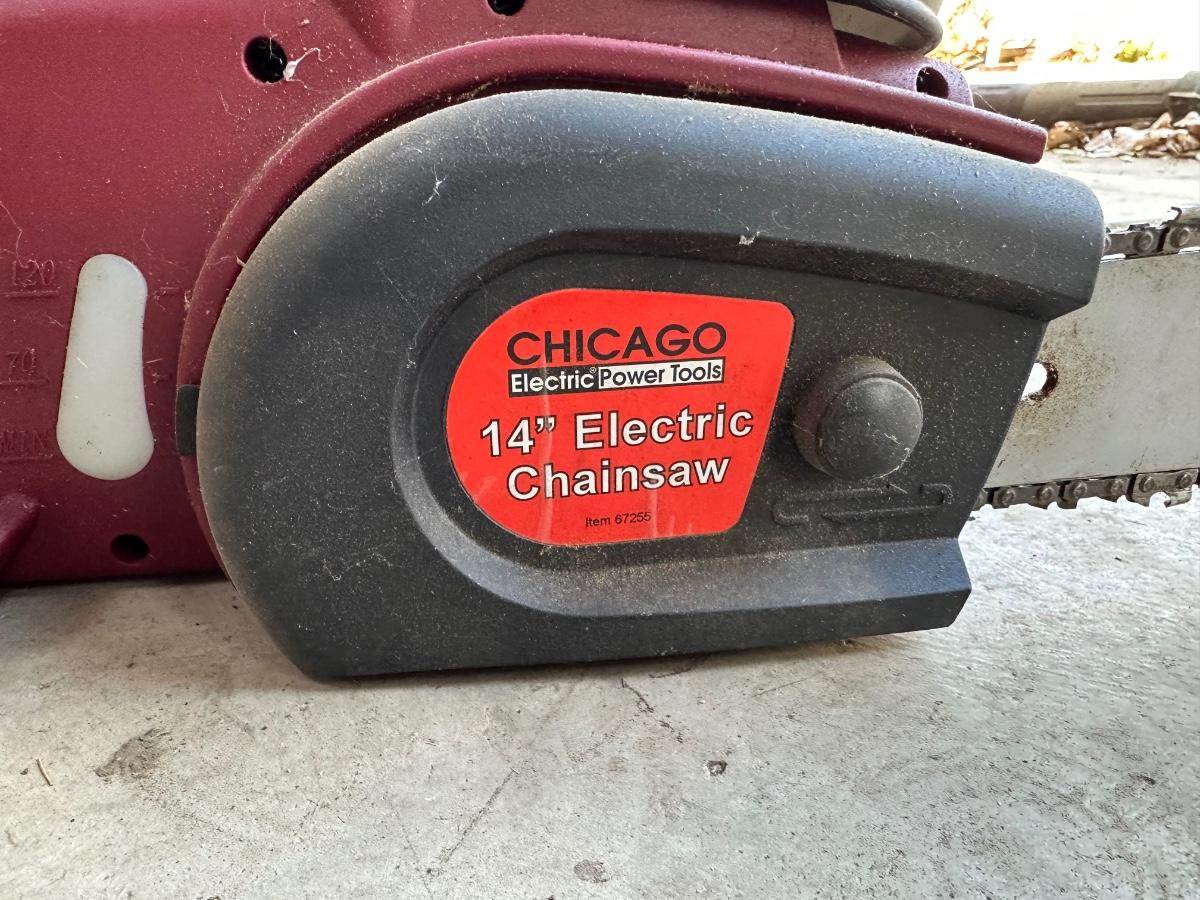 CHICAGO
Electric® Power Tools
14” Electric
Chainsaw
Item 67255
120
70
MIN